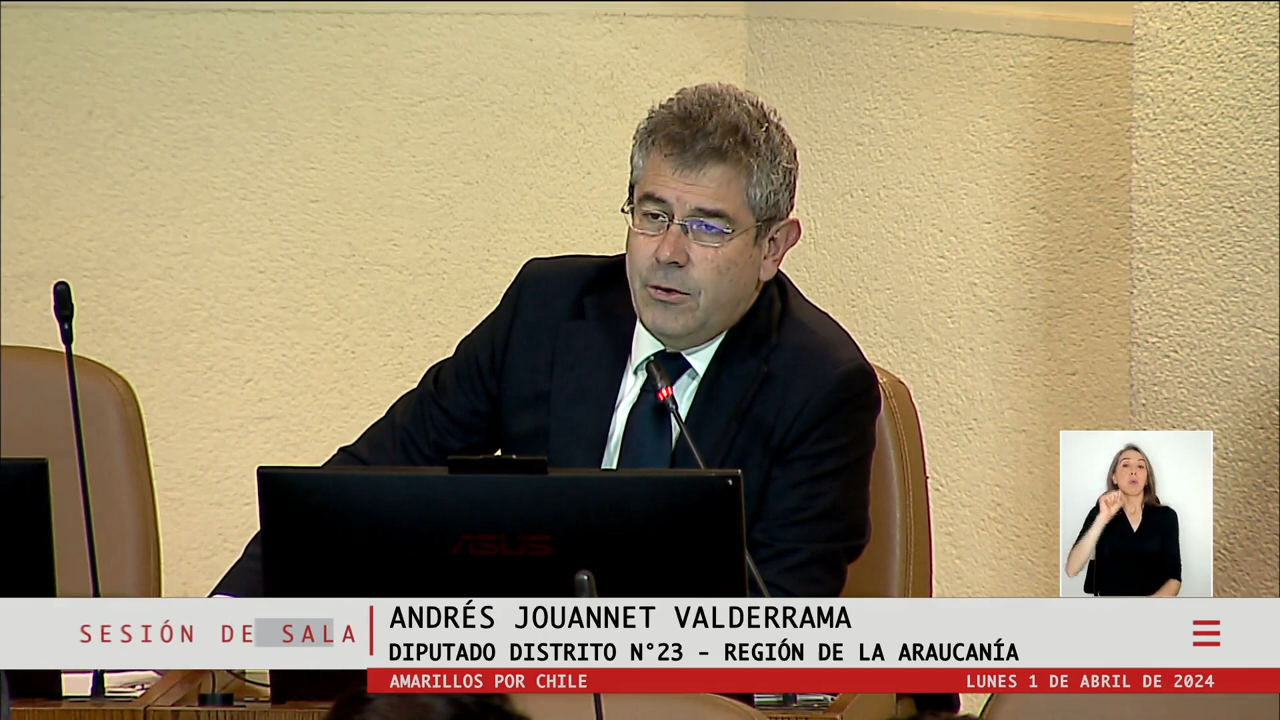 ASUS
SESIÓN DE SALA
ANDRÉS JOUANNET VALDERRAMA
DIPUTADO DISTRITO N°23 - REGIÓN DE LA ARAUCANÍA
AMARILLOS POR CHILE
LUNES 1 DE ABRIL DE 2024